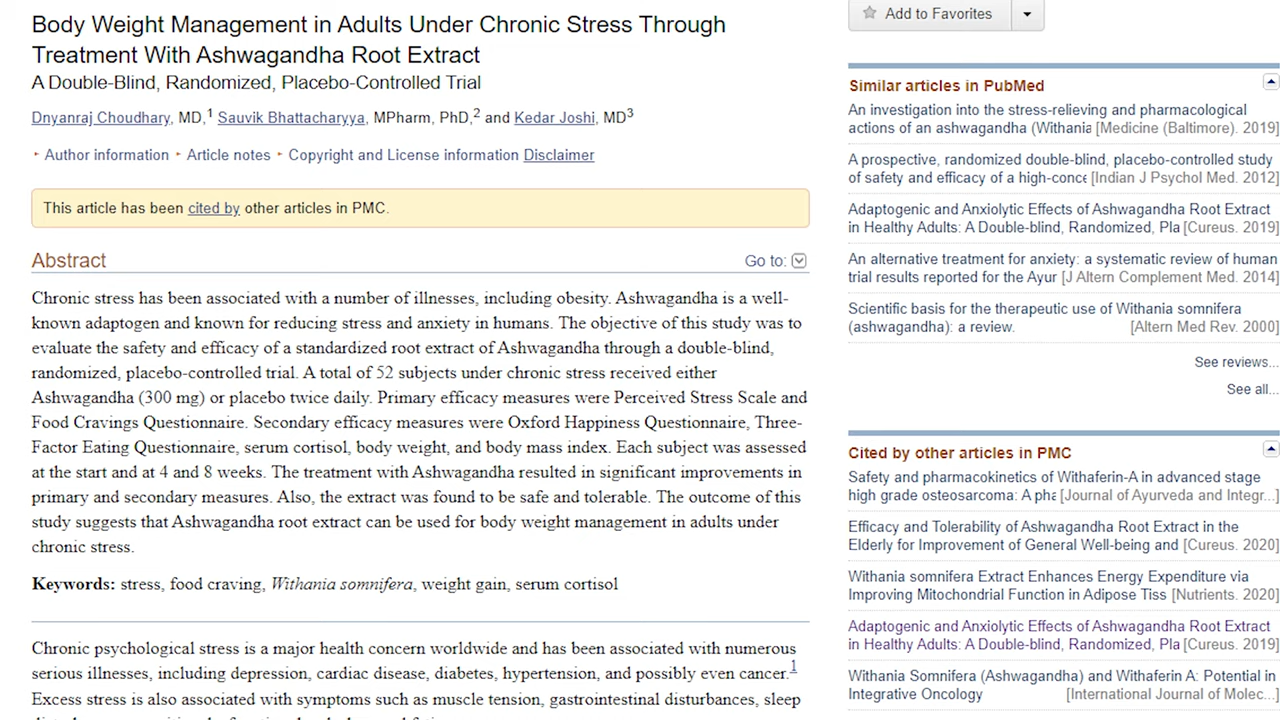 Body Weight Management in Adults Under Chronic Stress Through
Treatment With Ashwagandha Root Extract
A Double-Blind, Randomized, Placebo-Controlled Trial
Dnyanraj Choudhary, MD,1 Sauvik Bhattacharyya, MPharm, PhD,2 and Kedar Joshi, MD3
Author information Article notes Copyright and License information Disclaimer
This article has been cited by other articles in PMC.
Abstract Go to:
Chronic stress has been associated with a number of illnesses, including obesity. Ashwagandha is a well-
known adaptogen and known for reducing stress and anxiety in humans. The objective of this study was to
evaluate the safety and efficacy of a standardized root extract of Ashwagandha through a double-blind,
randomized, placebo-controlled trial. A total of 52 subjects under chronic stress received either
Ashwagandha (300 mg) or placebo twice daily. Primary efficacy measures were Perceived Stress Scale and
Food Cravings Questionnaire. Secondary efficacy measures were Oxford Happiness Questionnaire, Three-
Factor Eating Questionnaire, serum cortisol, body weight, and body mass index. Each subject was assessed
at the start and at 4 and 8 weeks. The treatment with Ashwagandha resulted in significant improvements in
primary and secondary measures. Also, the extract was found to be safe and tolerable. The outcome of this
study suggests that Ashwagandha root extract can be used for body weight management in adults under
chronic stress.
Keywords: stress, food craving, Withania somnifera, weight gain, serum cortisol
Chronic psychological stress is a major health concern worldwide and has been associated with numerous
serious illnesses, including depression, cardiac disease, diabetes, hypertension, and possibly even cancer.1
Excess stress is also associated with symptoms such as muscle tension, gastrointestinal disturbances, sleep
Add to Favorites
Similar articles in PubMed
An investigation into the stress-relieving and pharmacological
actions of an ashwagandha (Withania [Medicine (Baltimore). 2019]
A prospective, randomized double-blind, placebo-controlled study
of safety and efficacy of a high-conc [Indian J Psychol Med. 2012]
Adaptogenic and Anxiolytic Effects of Ashwagandha Root Extract
in Healthy Adults: A Double-blind, Randomized, Pla [Cureus. 2019]
An alternative treatment for anxiety: a systematic review of human
trial results reported for the Ayur [J Altern Complement Med. 2014]
Scientific basis for the therapeutic use of Withania somnifera
(ashwagandha): a review. [Altern Med Rev. 2000]
See reviews...
See all...
Cited by other articles in PMC
Safety and pharmacokinetics of Withaferin-A in advanced stage
high grade osteosarcoma: A pha [Journal of Ayurveda and Integr...]
Efficacy and Tolerability of Ashwagandha Root Extract in the
Elderly for Improvement of General Well-being and [Cureus. 2020]
Withania somnifera Extract Enhances Energy Expenditure via
Improving Mitochondrial Function in Adipose Tiss [Nutrients. 2020]
Adaptogenic and Anxiolytic Effects of Ashwagandha Root Extract
in Healthy Adults: A Double-blind, Randomized, Pla [Cureus. 2019]
Withania Somnifera (Ashwagandha) and Withaferin A: Potential in
Integrative Oncology [International Journal of Molec...]